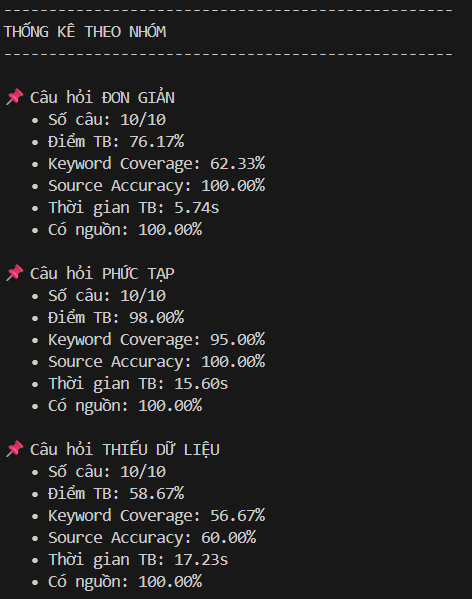 --------------------------------------------------
THỐNG KÊ THEO NHÓM
--------------------------------------------------
📌 Câu hỏi ĐƠN GIẢN
• Số câu: 10/10
• Điểm TB: 76.17%
• Keyword Coverage: 62.33%
• Source Accuracy: 100.00%
• Thời gian TB: 5.74s
• Có nguồn: 100.00%
📌 Câu hỏi PHỨC TẠP
• Số câu: 10/10
• Điểm TB: 98.00%
• Keyword Coverage: 95.00%
• Source Accuracy: 100.00%
• Thời gian TB: 15.60s
• Có nguồn: 100.00%
📌 Câu hỏi THIẾU DỮ LIỆU
• Số câu: 10/10
• Điểm TB: 58.67%
• Keyword Coverage: 56.67%
• Source Accuracy: 60.00%
• Thời gian TB: 17.23s
• Có nguồn: 100.00%